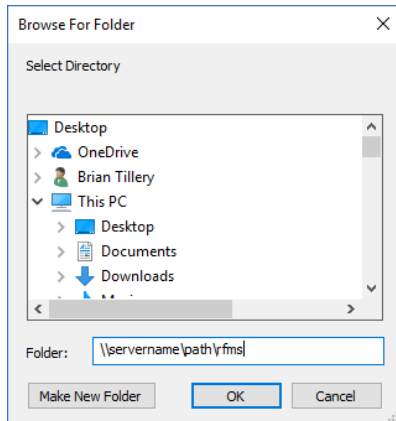 Browse For Folder
Select Directory
Desktop
OneDrive
Brian Tillery
This PC
Desktop
Documents
Downloads
Folder: \\servername\path\rfms
Make New Folder OK Cancel